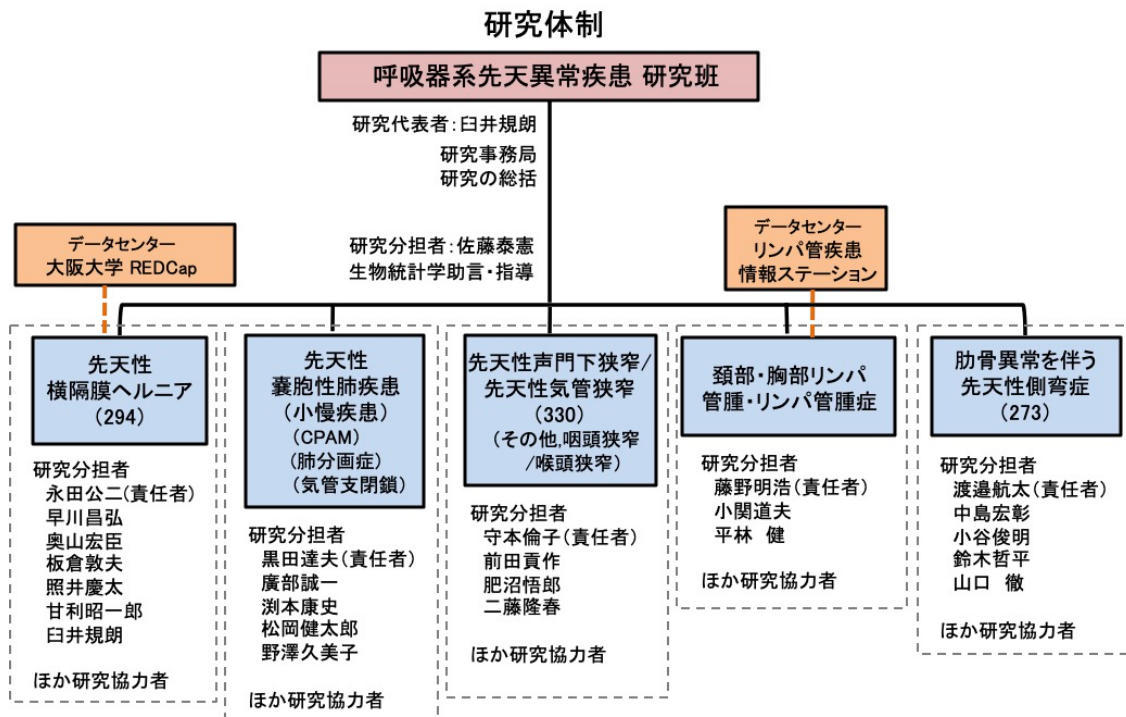 研究体制
呼吸器系先天異常疾患 研究班
研究代表者：臼井規朗
研究事務局
研究の総括
研究分担者：佐藤泰憲
生物統計学助言・指導
データセンター
大阪大学 REDCap
データセンター
リンパ管疾患
情報ステーション
先天性
横隔膜ヘルニア
(294)
研究分担者
永田公二(責任者)
早川昌弘
奥山宏臣
板倉敦夫
照井慶太
甘利昭一郎
臼井規朗
ほか研究協力者
先天性
嚢胞性肺疾患
(小慢疾患)
(CPAM)
(肺分画症)
(気管支閉鎖)
研究分担者
黒田達夫(責任者)
廣部誠一
渕本康史
松岡健太郎
野澤久美子
ほか研究協力者
先天性声門下狭窄/
先天性気管狭窄
(330)
(その他,咽頭狭窄
/喉頭狭窄)
研究分担者
守本倫子(責任者)
前田貢作
肥沼悟郎
二藤隆春
ほか研究協力者
頚部・胸部リンパ
管腫・リンパ管腫症
研究分担者
藤野明浩(責任者)
小関道夫
平林　健
ほか研究協力者
肋骨異常を伴う
先天性側弯症
(273)
研究分担者
渡邉航太(責任者)
中島宏彰
小谷俊明
鈴木哲平
山口　徹
ほか研究協力者